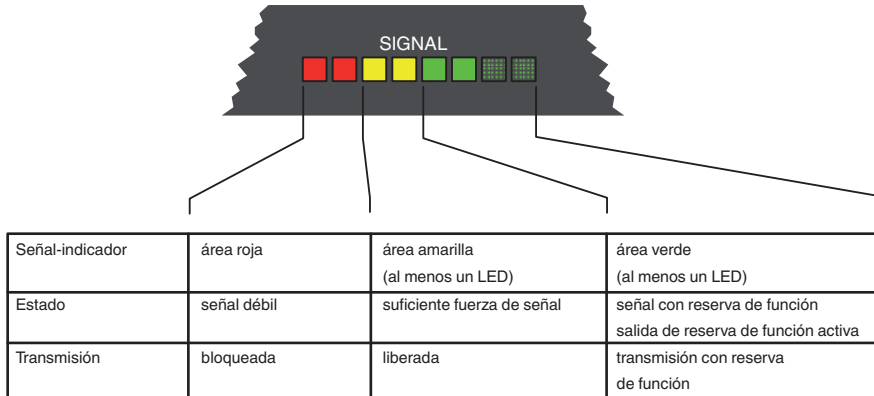 SIGNAL
Señal-indicador
área roja
área amarilla
(al menos un LED)
área verde
(al menos un LED)
Estado
señal débil
suficiente fuerza de señal
señal con reserva de función
salida de reserva de función activa
Transmisión
bloqueada
liberada
transmisión con reserva
de función